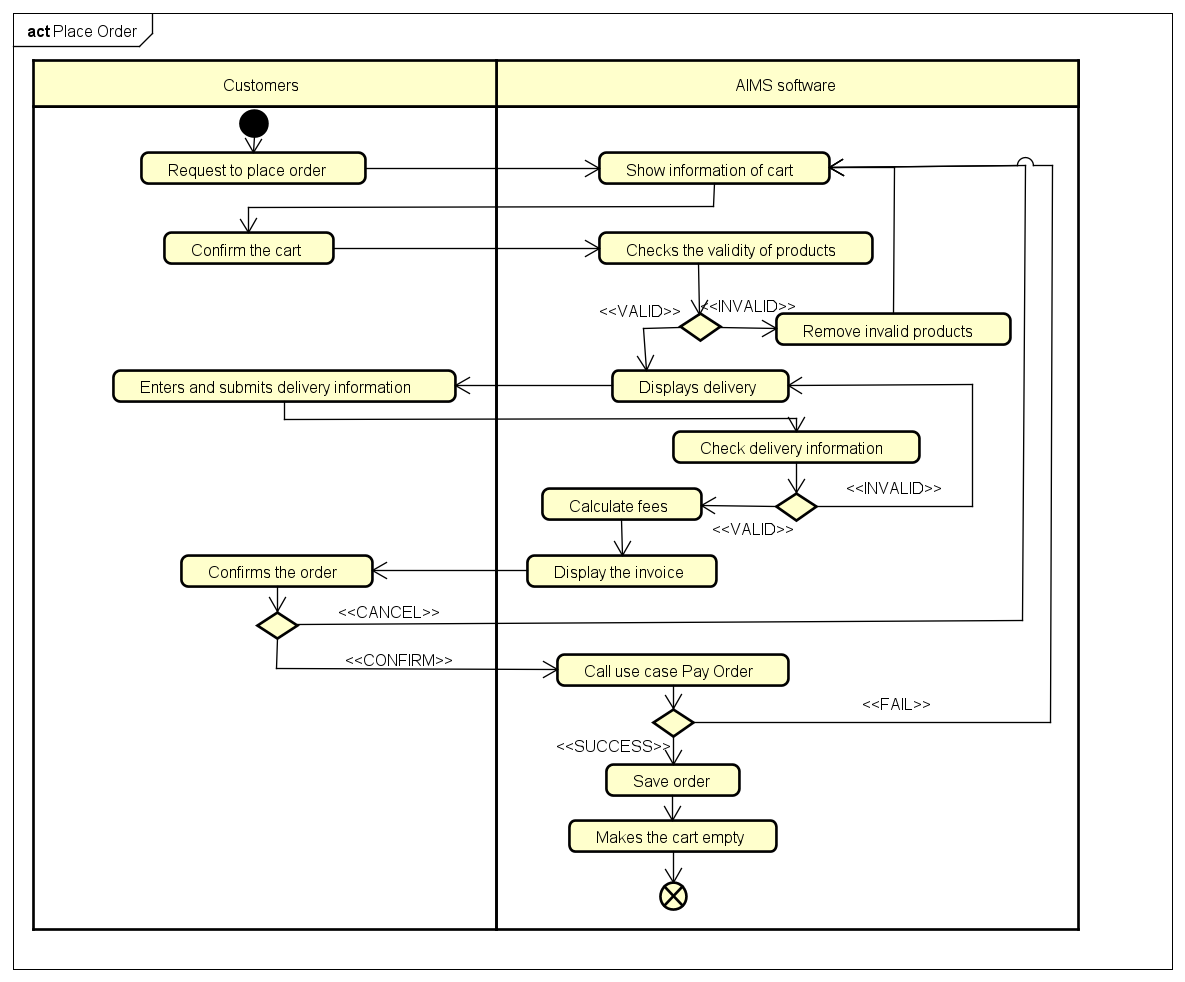 act Place Order
Customers
AIMS software
Request to place order
Show information of cart
Confirm the cart
Checks the validity of products
<<VALID>>
<<INVALID>>
Remove invalid products
Enters and submits delivery information
Displays delivery
Check delivery information
<<INVALID>>
Calculate fees
<<VALID>>
Confirms the order
Display the invoice
<<CANCEL>>
<<CONFIRM>>
Call use case Pay Order
<<FAIL>>
<<SUCCESS>>
Save order
Makes the cart empty